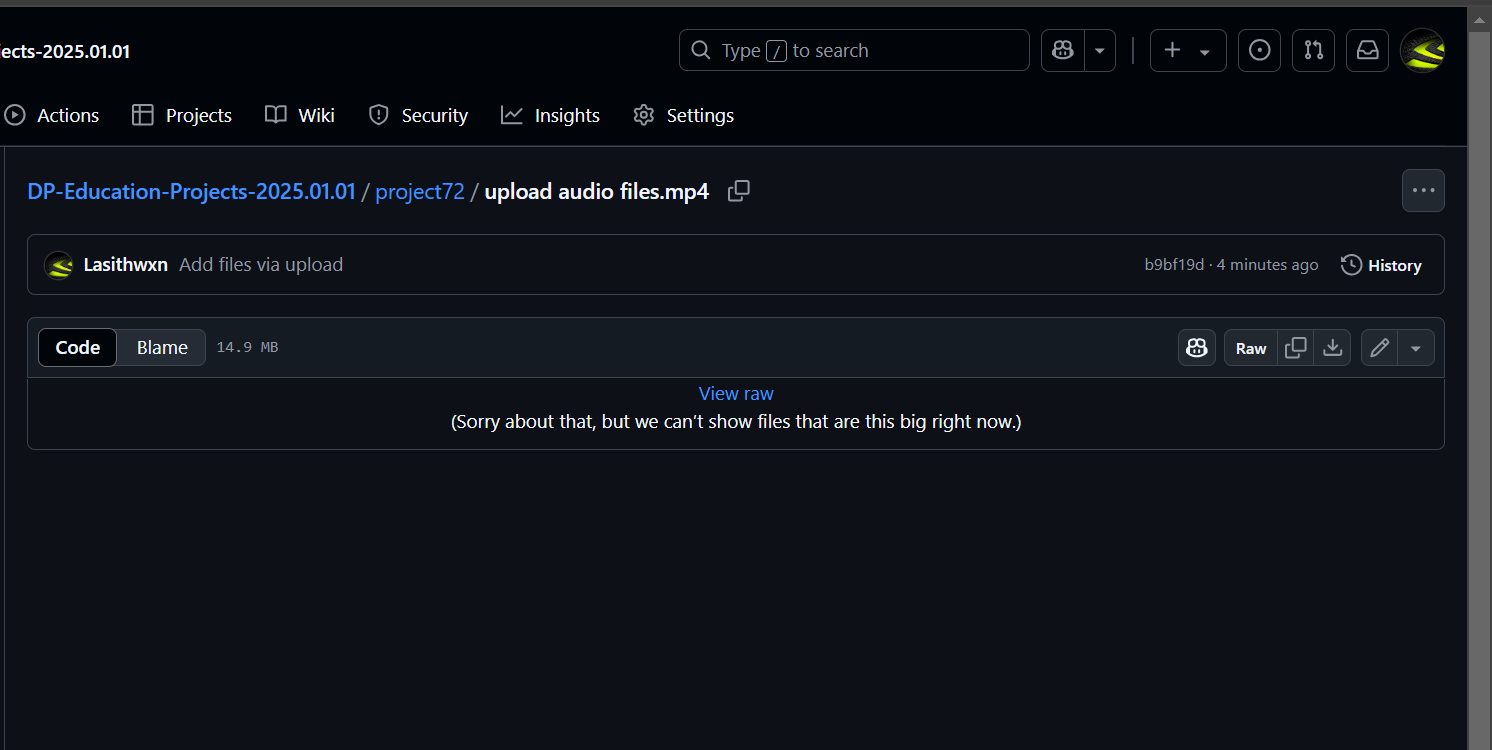 ects-2025.01.01
Type / to search
Actions Projects Wiki Security Insights Settings
DP-Education-Projects-2025.01.01 / project72 / upload audio files.mp4
Lasithwxn Add files via upload b9bf19d · 4 minutes ago History
Code Blame 14.9 MB Raw
View raw
(Sorry about that, but we can’t show files that are this big right now.)